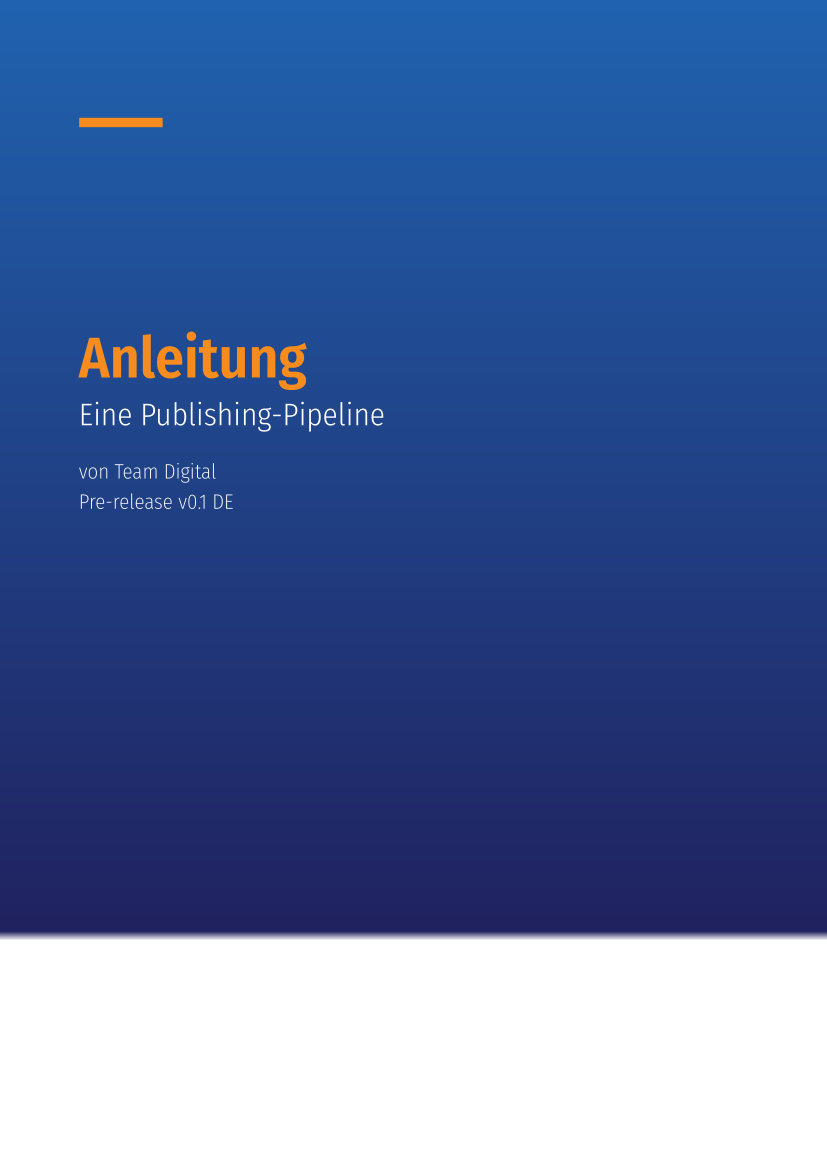 Anleitung
Eine Publishing-Pipeline
von Team Digital
Pre-release v0.1 DE